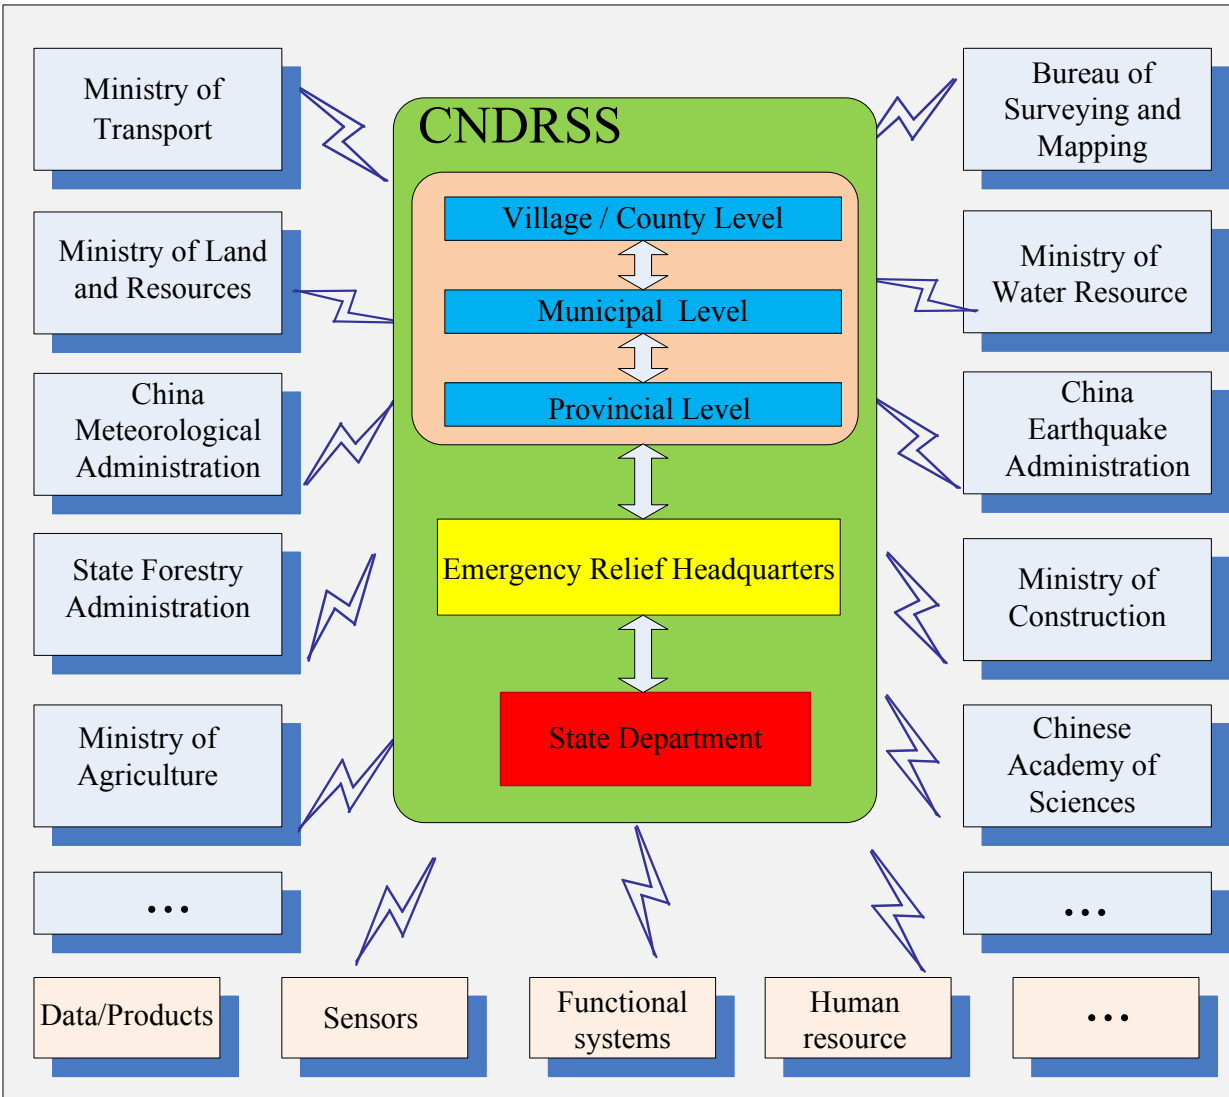 Ministry of
Transport
Ministry of Land
and Resources
China
Meteorological
Administration
State Forestry
Administration
Ministry of
Agriculture
...
CNDRSS
Village / County Level
Municipal Level
Provincial Level
Emergency Relief Headquarters
State Department
Bureau of
Surveying and
Mapping
Ministry of
Water Resource
China
Earthquake
Administration
Ministry of
Construction
Chinese
Academy of
Sciences
...
Data/Products
Sensors
Functional
systems
Human
resource
...